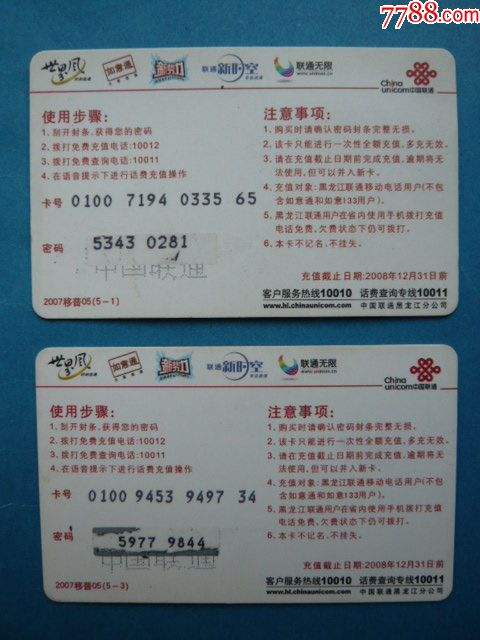 7788.com
世界风 如意通 新势力 联通新时空 联通无限
www.uninet.cn
China
unicom中国联通
使用步骤:
1. 刮开封条,获得您的密码
2. 拨打免费充值电话:10012
3. 拨打免费查询电话:10011
4. 在语音提示下进行话费充值操作
卡号 0100 7194 0335 65
密码 5343 0281
中国联通
2007移普05(5-1)
注意事项:
1. 购买时请确认密码封条完整无损。
2. 该卡只能进行一次性全额充值,多充无效。
3. 请在充值截止日期前完成充值,逾期将无
法使用,但可以并入新卡。
4. 充值对象:黑龙江联通移动电话用户(不包
含如意通和如意133用户)。
5. 黑龙江联通用户在省内使用手机拨打充值
电话免费,欠费状态下仍可拨打。
6. 本卡不记名、不挂失。
充值截止日期:2008年12月31日前
客户服务热线10010 话费查询专线10011
www.hl.chinaunicom.com 中国联通黑龙江分公司
世界风 如意通 新势力 联通新时空 联通无限
www.uninet.cn
China
unicom中国联通
使用步骤:
1. 刮开封条,获得您的密码
2. 拨打免费充值电话:10012
3. 拨打免费查询电话:10011
4. 在语音提示下进行话费充值操作
卡号 0100 9453 9497 34
密码 5977 9844
中国联通
2007移普05(5-3)
注意事项:
1. 购买时请确认密码封条完整无损。
2. 该卡只能进行一次性全额充值,多充无效。
3. 请在充值截止日期前完成充值,逾期将无
法使用,但可以并入新卡。
4. 充值对象:黑龙江联通移动电话用户(不包
含如意通和如意133用户)。
5. 黑龙江联通用户在省内使用手机拨打充值
电话免费,欠费状态下仍可拨打。
6. 本卡不记名、不挂失。
充值截止日期:2008年12月31日前
客户服务热线10010 话费查询专线10011
www.hl.chinaunicom.com 中国联通黑龙江分公司